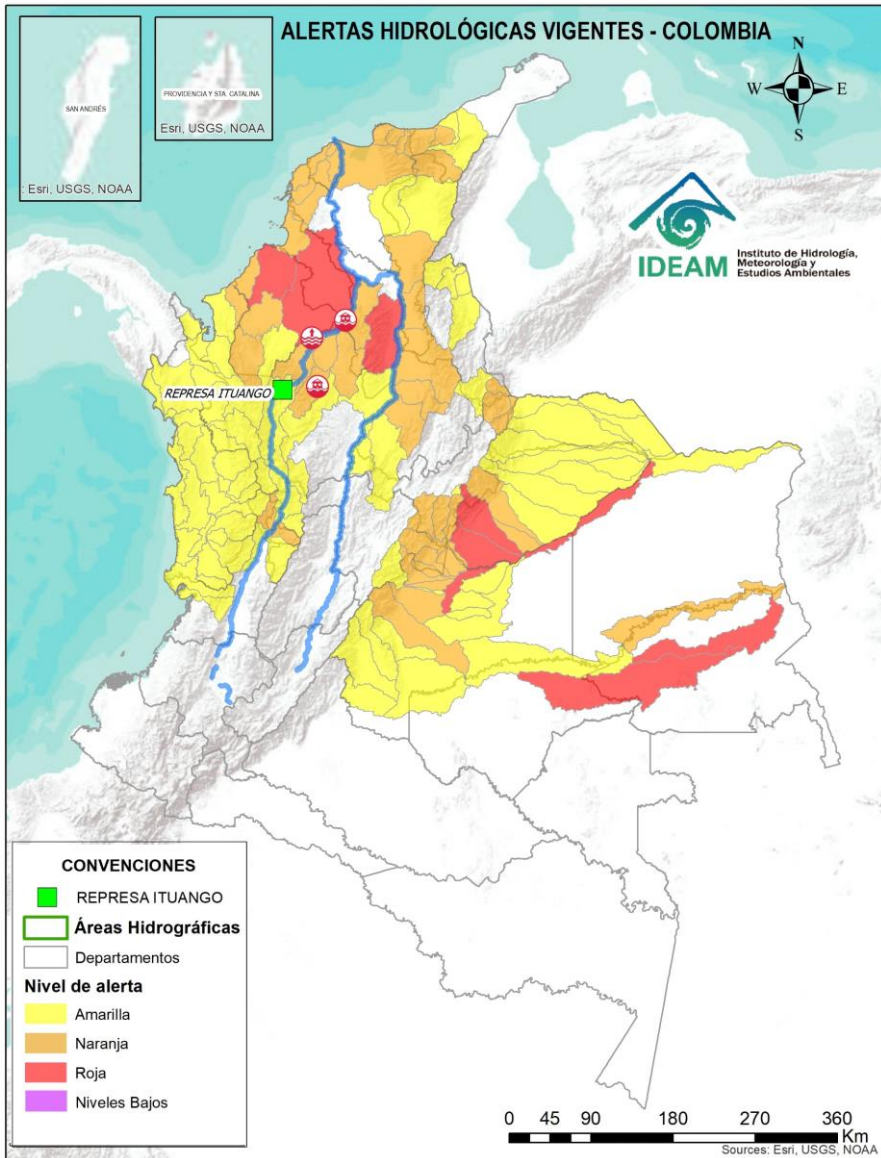 ALERTAS HIDROLÓGICAS VIGENTES - COLOMBIA
SAN ANDRÉS
: Esri, USGS, NOAA
PROVIDENCIA Y STA. CATALINA
Esri, USGS, NOAA
N
W
E
S
IDEAM
Instituto de Hidrología,
Meteorología y
Estudios Ambientales
REPRESA ITUANGO
CONVENCIONES
REPRESA ITUANGO
Áreas Hidrográficas
Departamentos
Nivel de alerta
Amarilla
Naranja
Roja
Niveles Bajos
0 45 90 180 270 360
Km
Sources: Esri, USGS, NOAA